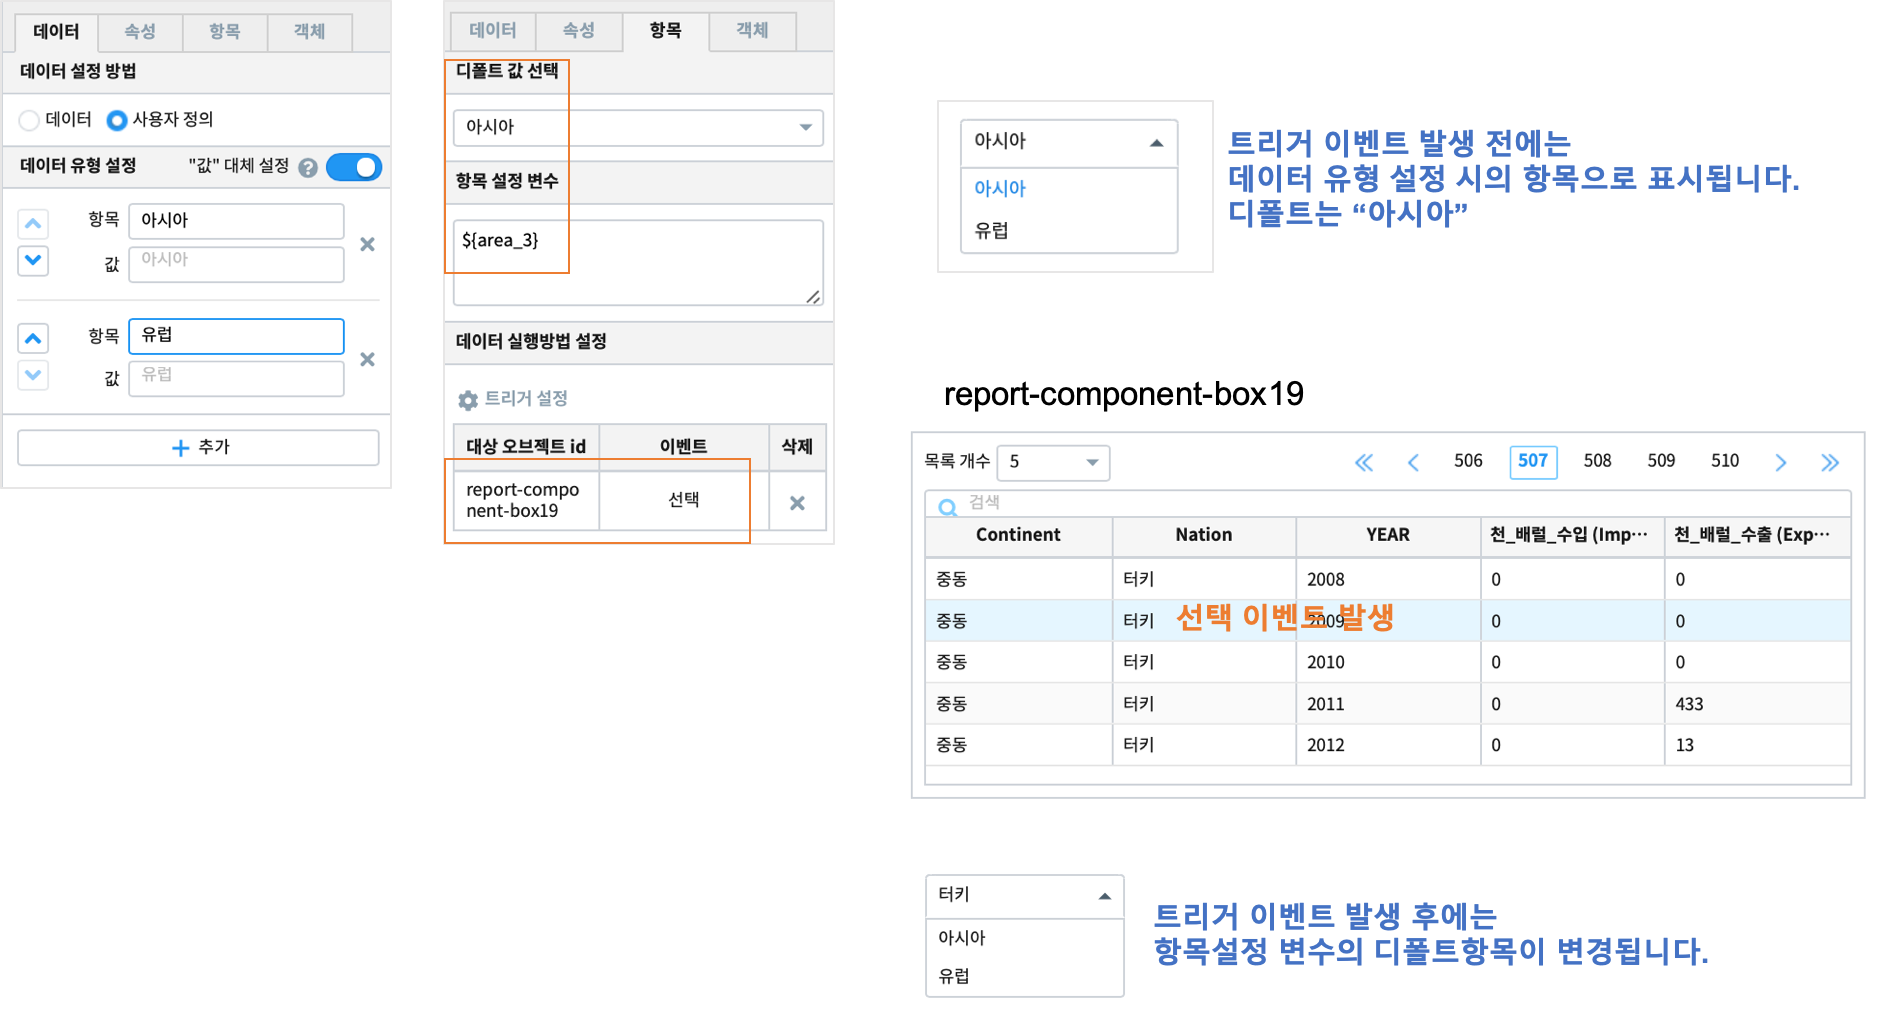 데이터 속성 항목 객체
데이터 설정 방법
데이터 사용자 정의
데이터 유형 설정 "값" 대체 설정 ?
항목 아시아
값 아시아
항목 유럽
값 유럽
+ 추가
데이터 속성 항목 객체
디폴트 값 선택
아시아
항목 설정 변수
${area_3}
데이터 실행방법 설정
트리거 설정
대상 오브젝트 id 이벤트 삭제
report-compo
nent-box19
선택
아시아
아시아
유럽
트리거 이벤트 발생 전에는
데이터 유형 설정 시의 항목으로 표시됩니다.
디폴트는 “아시아”
report-component-box19
목록 개수 5 506 507 508 509 510
검색
Continent Nation YEAR 천_배럴_수입 (Imp··· 천_배럴_수출 (Exp···
중동 터키 2008 0 0
중동 터키 2009 0 0
선택 이벤트 발생
중동 터키 2010 0 0
중동 터키 2011 0 433
중동 터키 2012 0 13
터키
아시아
유럽
트리거 이벤트 발생 후에는
항목설정 변수의 디폴트항목이 변경됩니다.